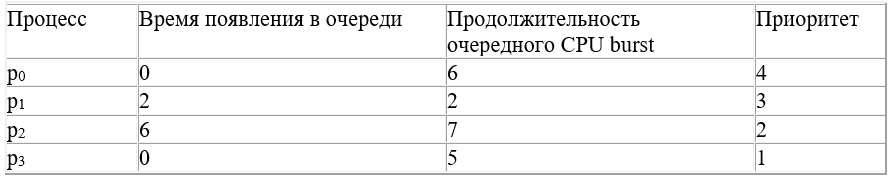 Процесс Время появления в очереди Продолжительность очередного CPU burst Приоритет
p0 0 6 4
p1 2 2 3
p2 6 7 2
p3 0 5 1